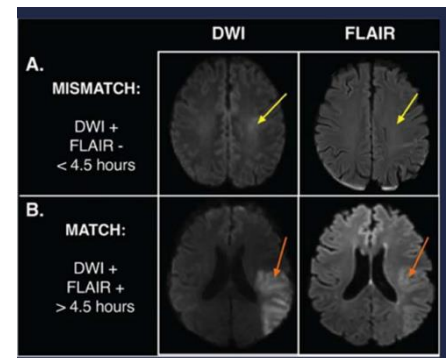 DWI
FLAIR
A.
MISMATCH:
DWI +
FLAIR -
< 4.5 hours
B.
MATCH:
DWI +
FLAIR +
> 4.5 hours